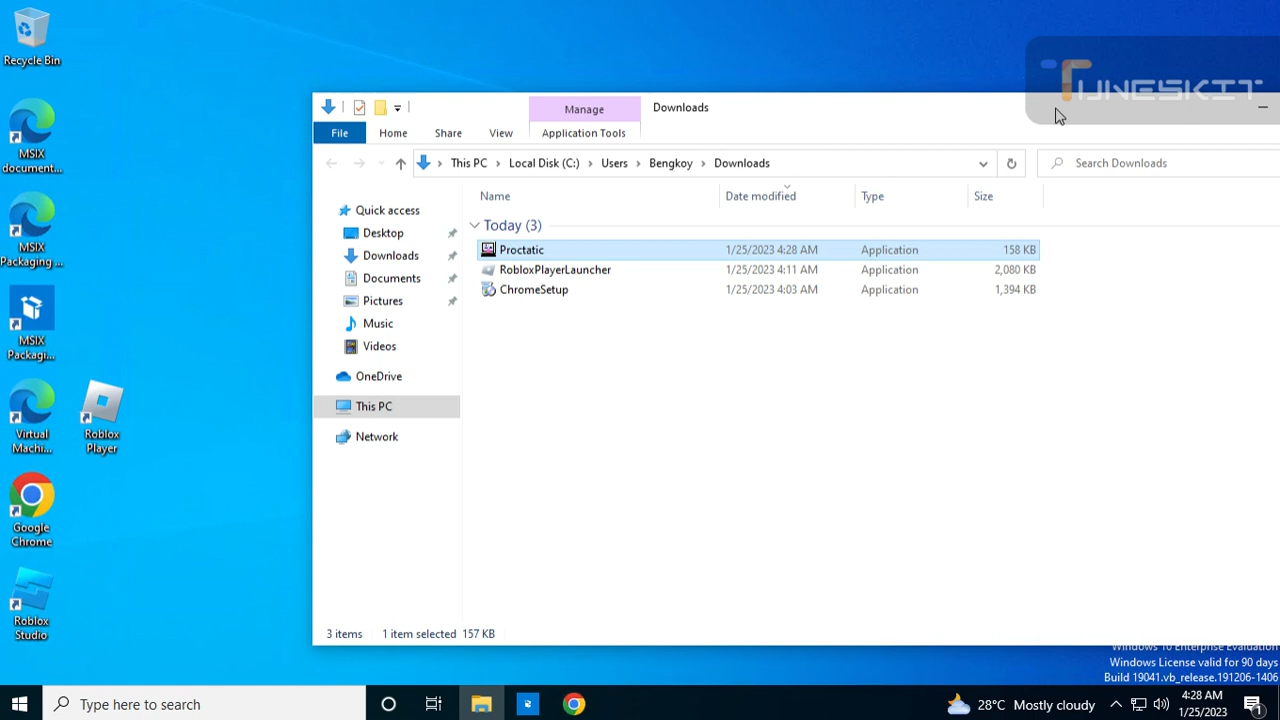 Recycle Bin
MSIX
document...
MSIX
Packaging ...
MSIX
Packagi...
Virtual
Machi...
Roblox
Player
Google
Chrome
Roblox
Studio
TUNESKIT
Manage
Downloads
File
Home
Share
View
Application Tools
This PC > Local Disk (C:) > Users > Bengkoy > Downloads
Search Downloads
Name
Date modified
Type
Size
Quick access
Desktop
Downloads
Documents
Pictures
Music
Videos
OneDrive
This PC
Network
Today (3)
Proctatic 1/25/2023 4:28 AM Application 158 KB
RobloxPlayerLauncher 1/25/2023 4:11 AM Application 2,080 KB
ChromeSetup 1/25/2023 4:03 AM Application 1,394 KB
3 items 1 item selected 157 KB
Windows 10 Enterprise Evaluation
Windows License valid for 90 days
Build 19041.vb_release.191206-1406
Type here to search
28°C Mostly cloudy
4:28 AM
1/25/2023
1